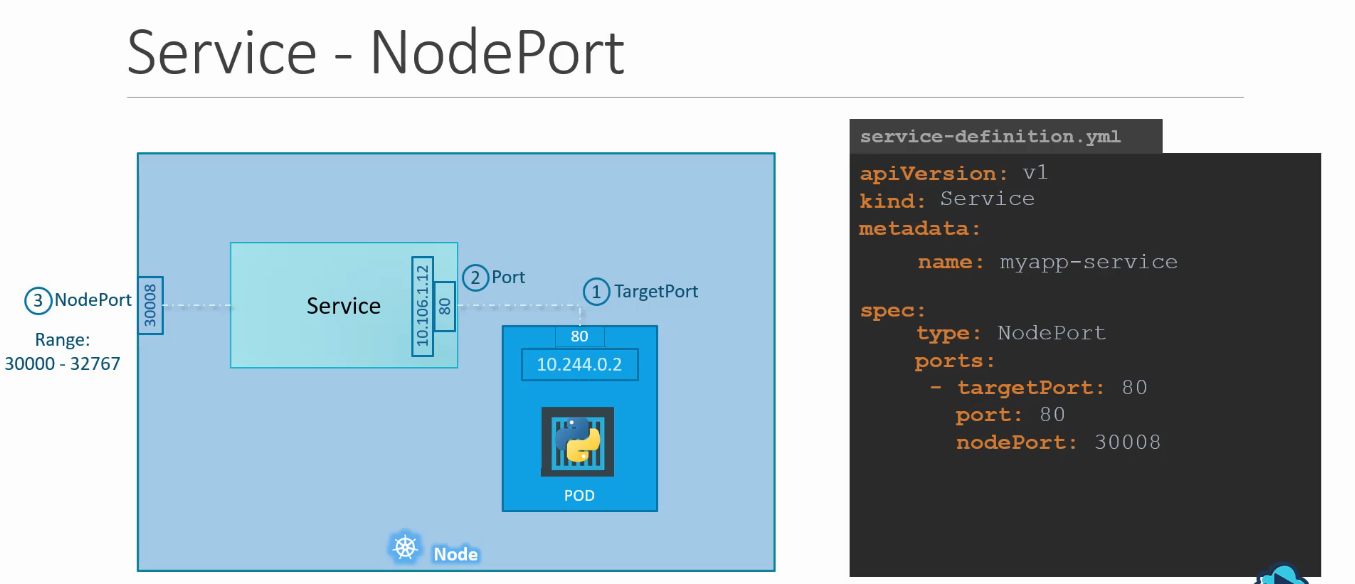 Service - NodePort
3 NodePort
Range:
30000 - 32767
30008
Service
10.106.1.12
80
2 Port
1 TargetPort
80
10.244.0.2
POD
Node
service-definition.yml
apiVersion: v1
kind: Service
metadata:
name: myapp-service
spec:
type: NodePort
ports:
- targetPort: 80
port: 80
nodePort: 30008